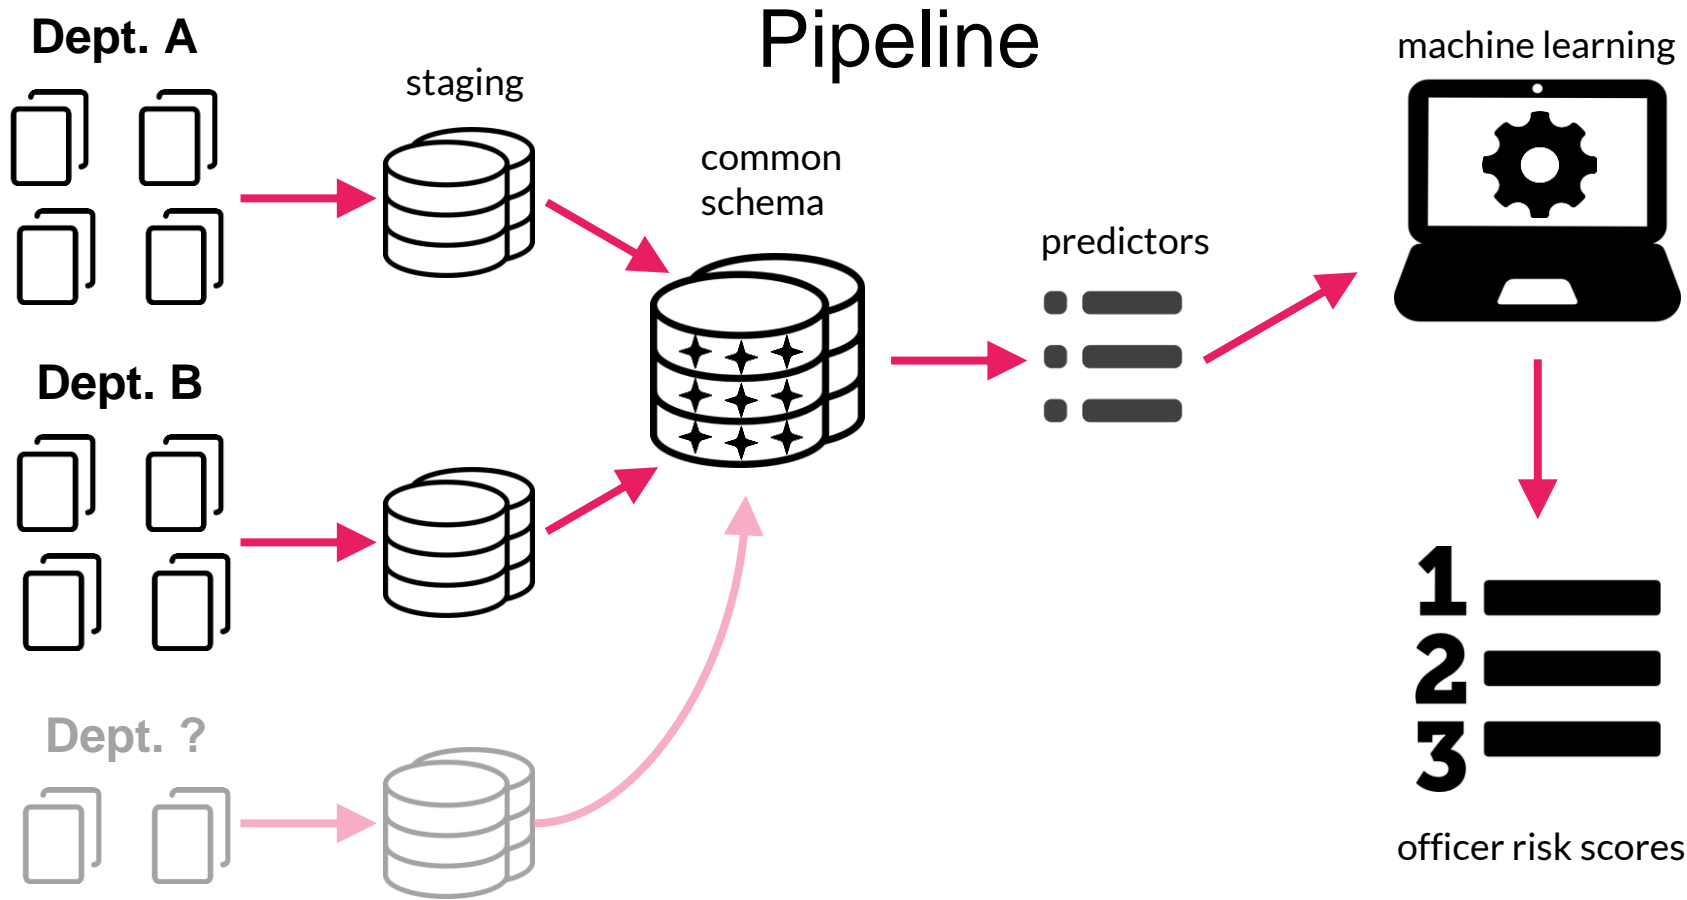 Pipeline
Dept. A
staging
common
schema
predictors
machine learning
Dept. B
Dept. ?
1
2
3
officer risk scores